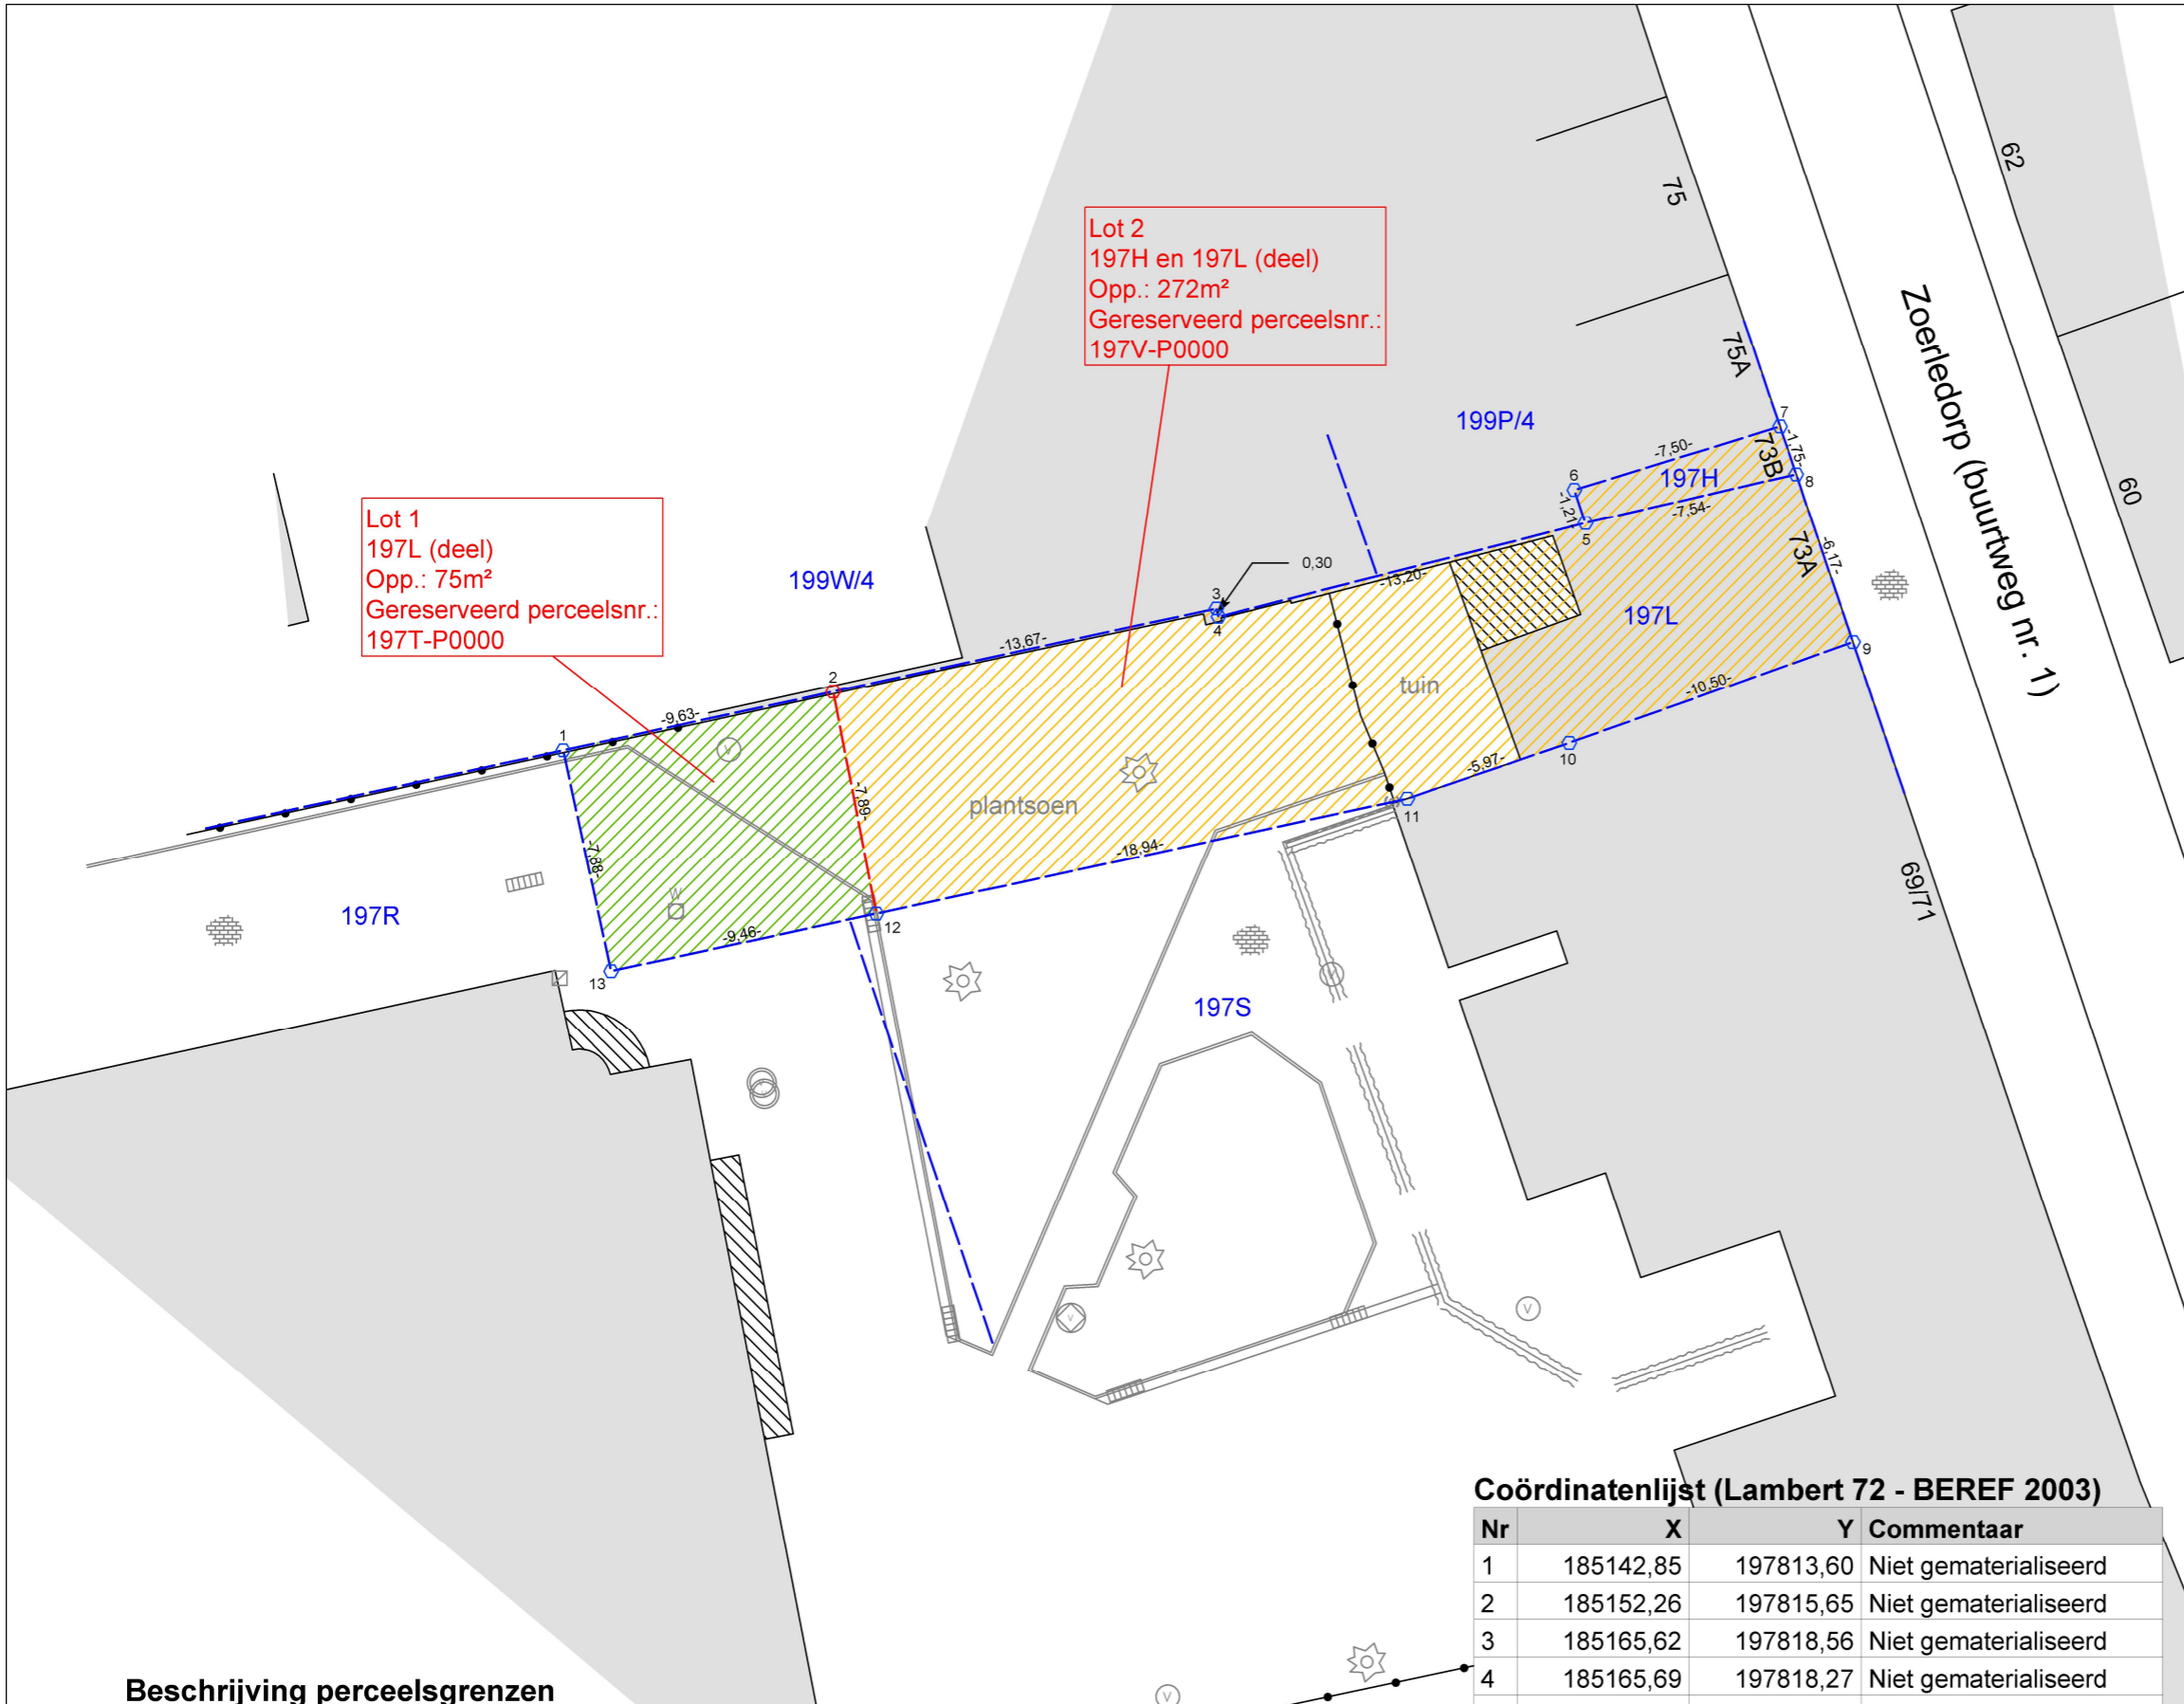 62
75
Lot 2
197H en 197L (deel)
Opp.: 272m²
Gereserveerd perceelsnr.:
197V-P0000
Zoerledorp (buurtweg nr. 1)
75A
199P/4
7
-7,50-
73B
-1,75-
6
197H
8
60
Lot 1
197L (deel)
Opp.: 75m²
Gereserveerd perceelsnr.:
197T-P0000
-1,21-
-7,54-
5
73A
-6,17-
0,30
199W/4
-13,20-
3
4
197L
-13,67-
9
2
tuin
-10,50-
-9,63-
1
V
10
-5,97-
-7,89-
plantsoen
11
-18,94-
-7,88-
W
69/71
197R
12
-9,46-
13
V
197S
V
V
Coördinatenlijst (Lambert 72 - BEREF 2003)
Nr X Y Commentaar
1 185142,85 197813,60 Niet gematerialiseerd
2 185152,26 197815,65 Niet gematerialiseerd
3 185165,62 197818,56 Niet gematerialiseerd
4 185165,69 197818,27 Niet gematerialiseerd
Beschrijving perceelsgrenzen
V